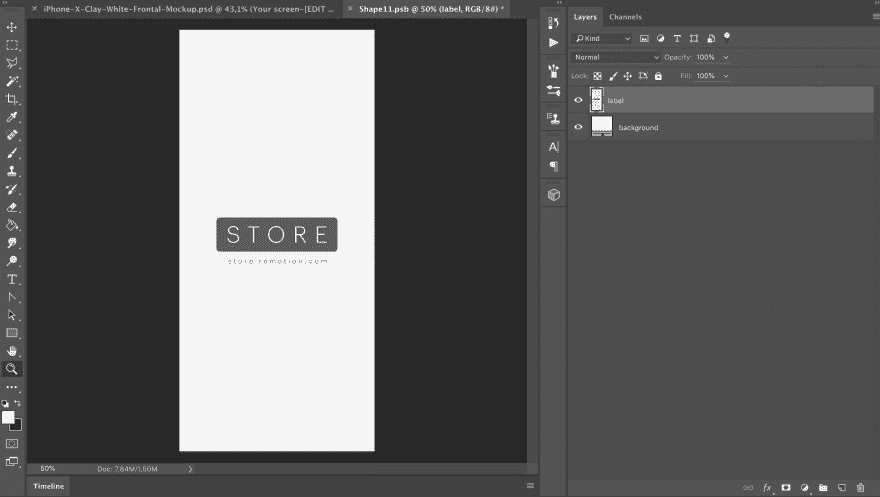 iPhone-X-Clay-White-Frontal-Mockup.psd @ 43,1% (Your screen-[EDIT ...
Shape11.psb @ 50% (label, RGB/8#) *
STORE
store.romotion.com
50%
Doc: 7,84M/1,50M
Timeline
Layers
Channels
Kind
Normal
Opacity: 100%
Lock:
Fill: 100%
label
background
fx